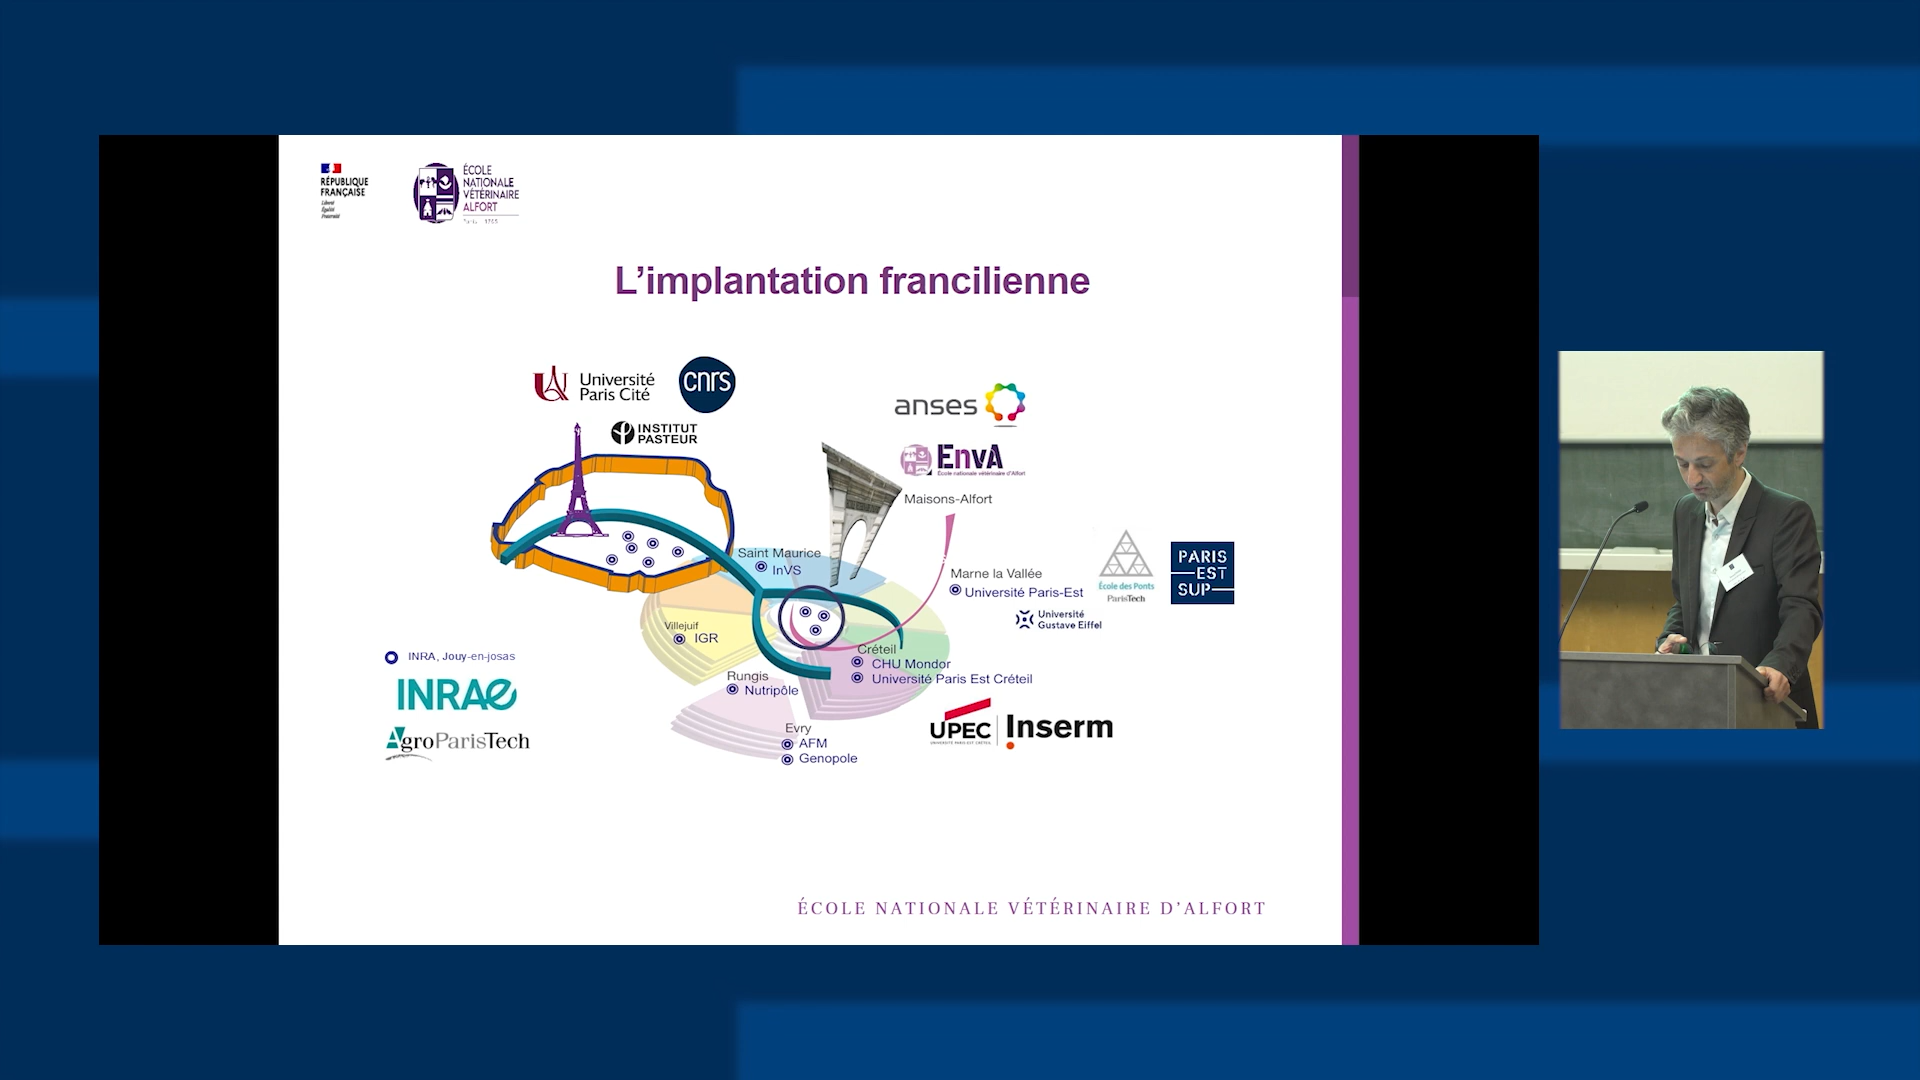 RÉPUBLIQUE
FRANÇAISE
Liberté
Égalité
Fraternité
ÉCOLE
NATIONALE
VÉTÉRINAIRE
ALFORT
L’implantation francilienne
Université
Paris Cité
cnrs
INSTITUT
PASTEUR
anses
EnvA
École nationale vétérinaire d'Alfort
Maisons-Alfort
Saint Maurice
InVS
Marne la Vallée
Université Paris-Est
École des Ponts
ParisTech
PARIS
EST
SUP
Université
Gustave Eiffel
Villejuif
IGR
Créteil
CHU Mondor
Université Paris Est Créteil
INRA, Jouy-en-josas
INRAE
AgroParisTech
Rungis
Nutripôle
Evry
AFM
Genopole
UPEC
UNIVERSITÉ PARIS-EST CRÉTEIL
Inserm
ÉCOLE NATIONALE VÉTÉRINAIRE D’ALFORT